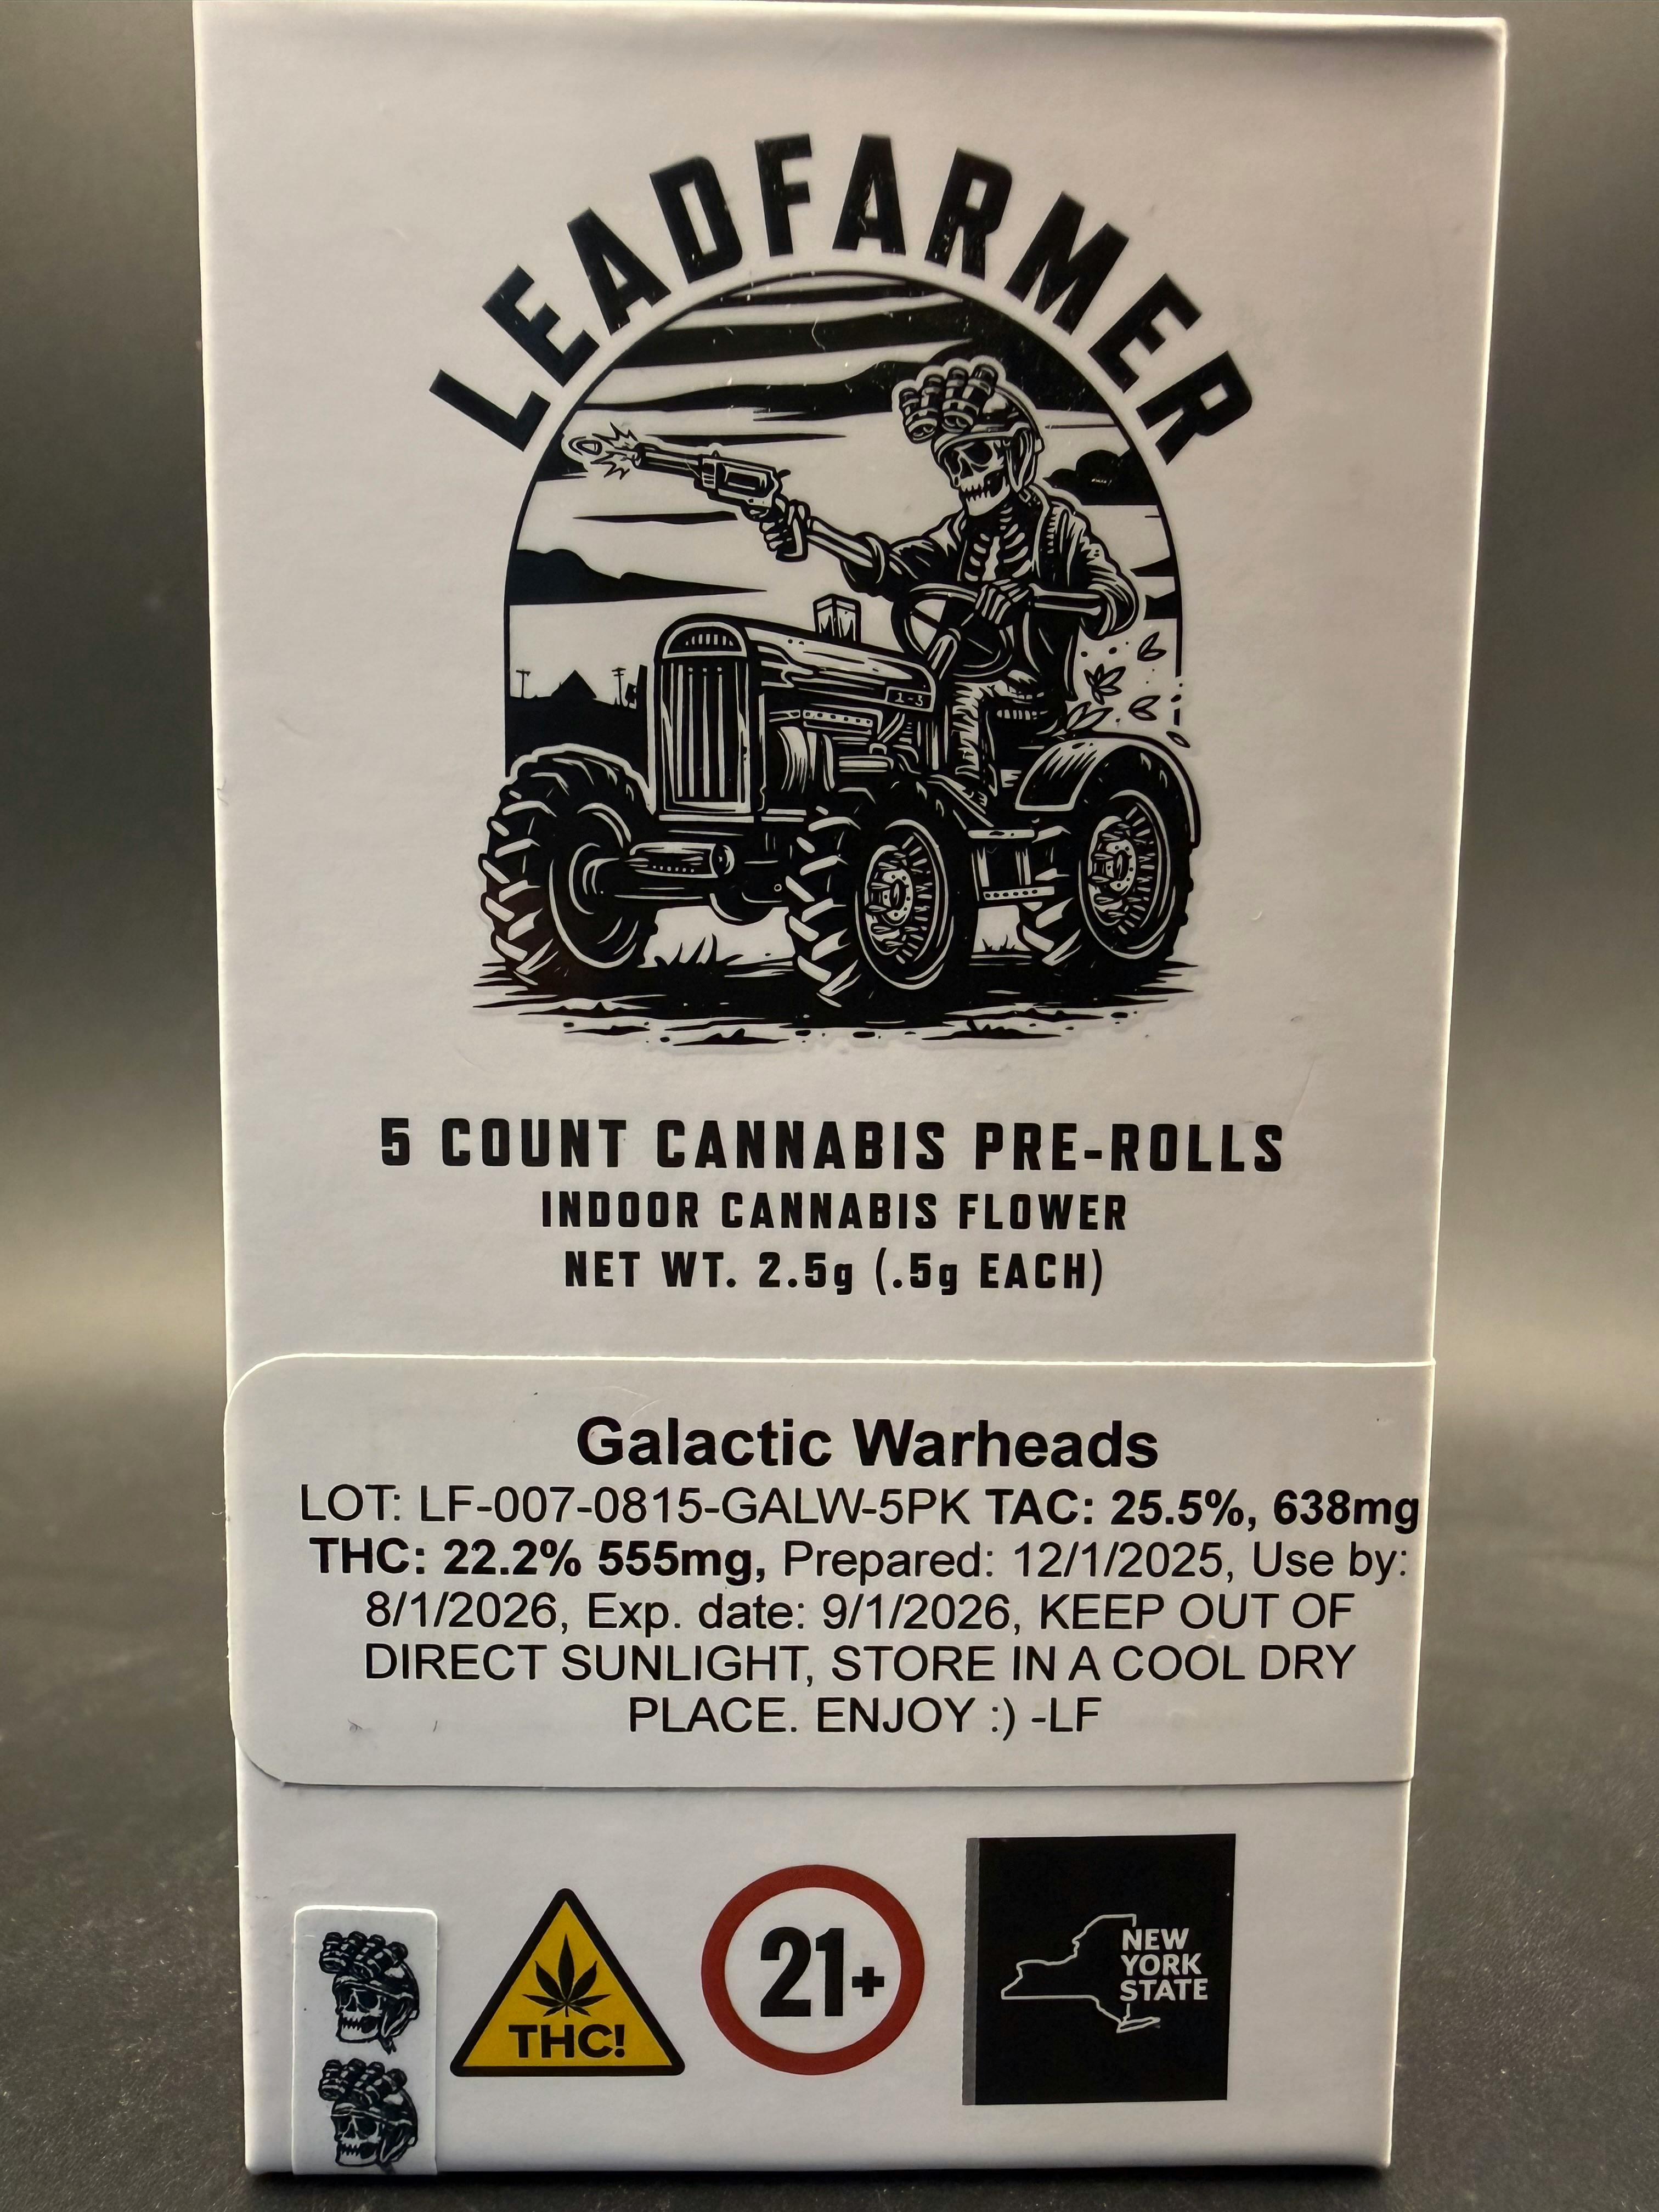 LEADFARMER
1-3
5 COUNT CANNABIS PRE-ROLLS
INDOOR CANNABIS FLOWER
NET WT. 2.5g (.5g EACH)
Galactic Warheads
LOT: LF-007-0815-GALW-5PK TAC: 25.5%, 638mg
THC: 22.2% 555mg, Prepared: 12/1/2025, Use by:
8/1/2026, Exp. date: 9/1/2026, KEEP OUT OF
DIRECT SUNLIGHT, STORE IN A COOL DRY
PLACE. ENJOY :) -LF
THC!
21+
NEW
YORK
STATE